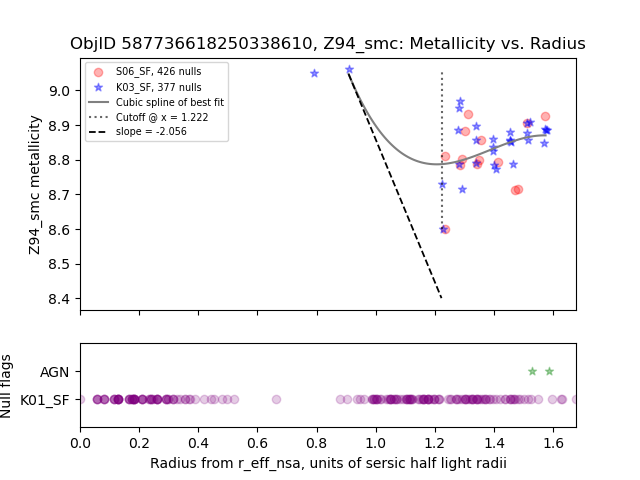 ObjID 587736618250338610, Z94_smc: Metallicity vs. Radius
Z94_smc metallicity
9.0
8.9
8.8
8.7
8.6
8.5
8.4
S06_SF, 426 nulls
K03_SF, 377 nulls
Cubic spline of best fit
Cutoff @ x = 1.222
slope = -2.056
Null flags
AGN
K01_SF
0.0 0.2 0.4 0.6 0.8 1.0 1.2 1.4 1.6
Radius from r_eff_nsa, units of sersic half light radii